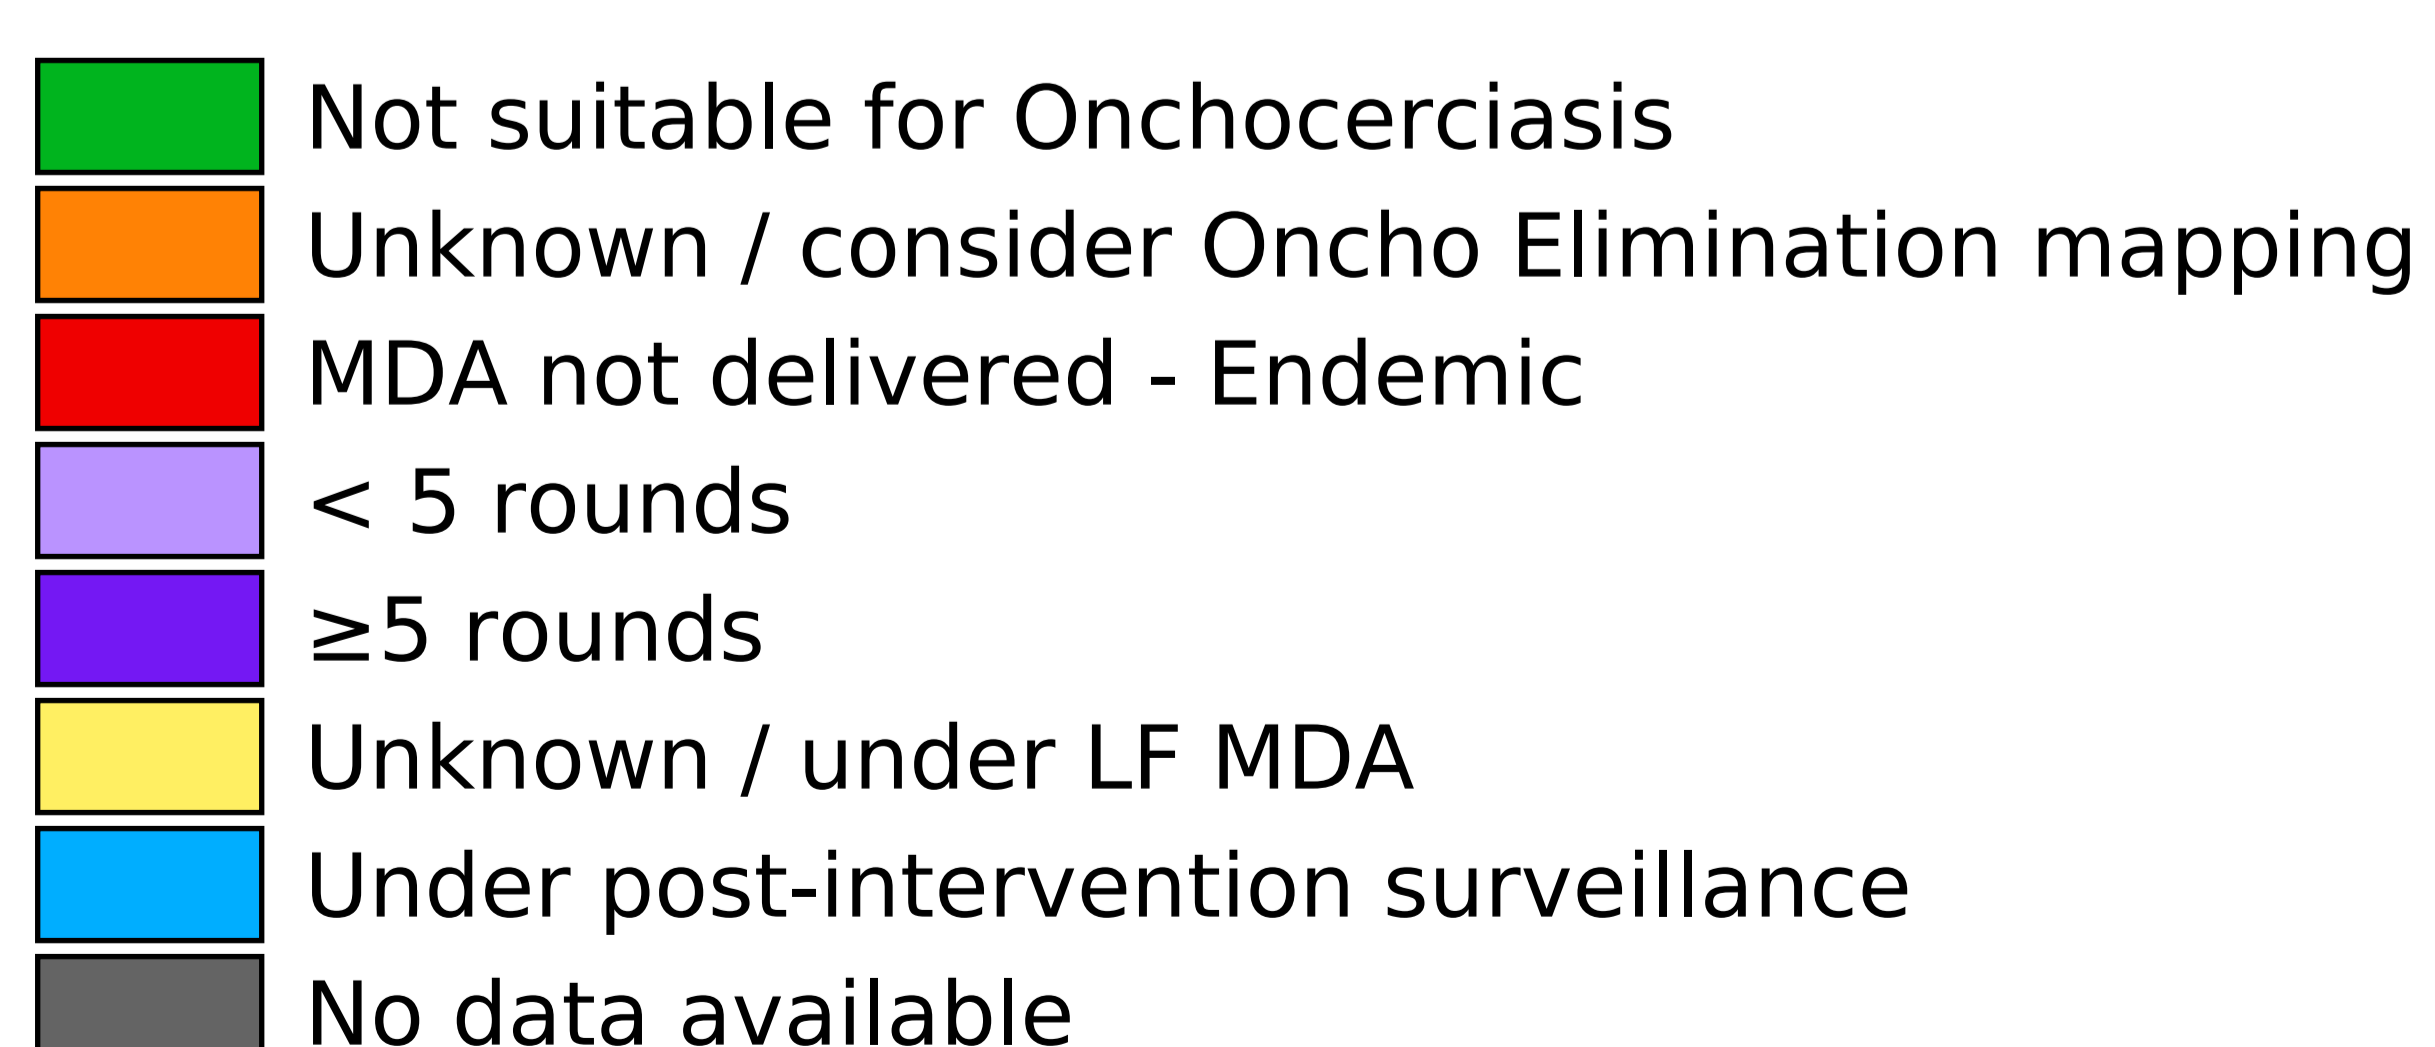 Not suitable for Onchocerciasis
Unknown / consider Oncho Elimination mapping
MDA not delivered - Endemic
< 5 rounds
≥5 rounds
Unknown / under LF MDA
Under post-intervention surveillance
No data available